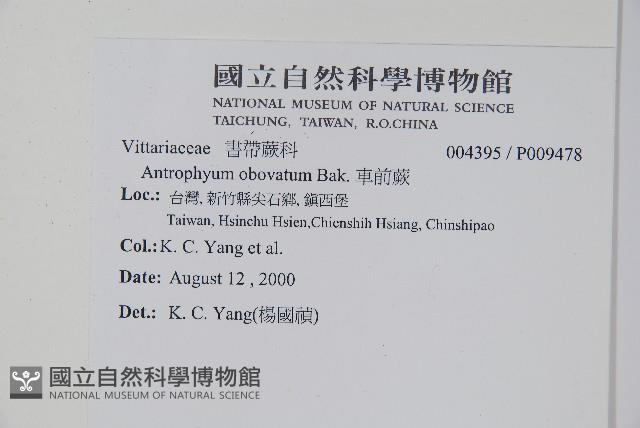 國立自然科學博物館
NATIONAL MUSEUM OF NATURAL SCIENCE
TAICHUNG, TAIWAN, R.O.CHINA
Vittariaceae 書帶蕨科 004395 / P009478
Antrophyum obovatum Bak. 車前蕨
Loc.: 台灣, 新竹縣尖石鄉, 鎮西堡
Taiwan, Hsinchu Hsien,Chienshih Hsiang, Chinshipao
Col.: K. C. Yang et al.
Date: August 12 , 2000
Det.: K. C. Yang(楊國禎)
國立自然科學博物館
NATIONAL MUSEUM OF NATURAL SCIENCE